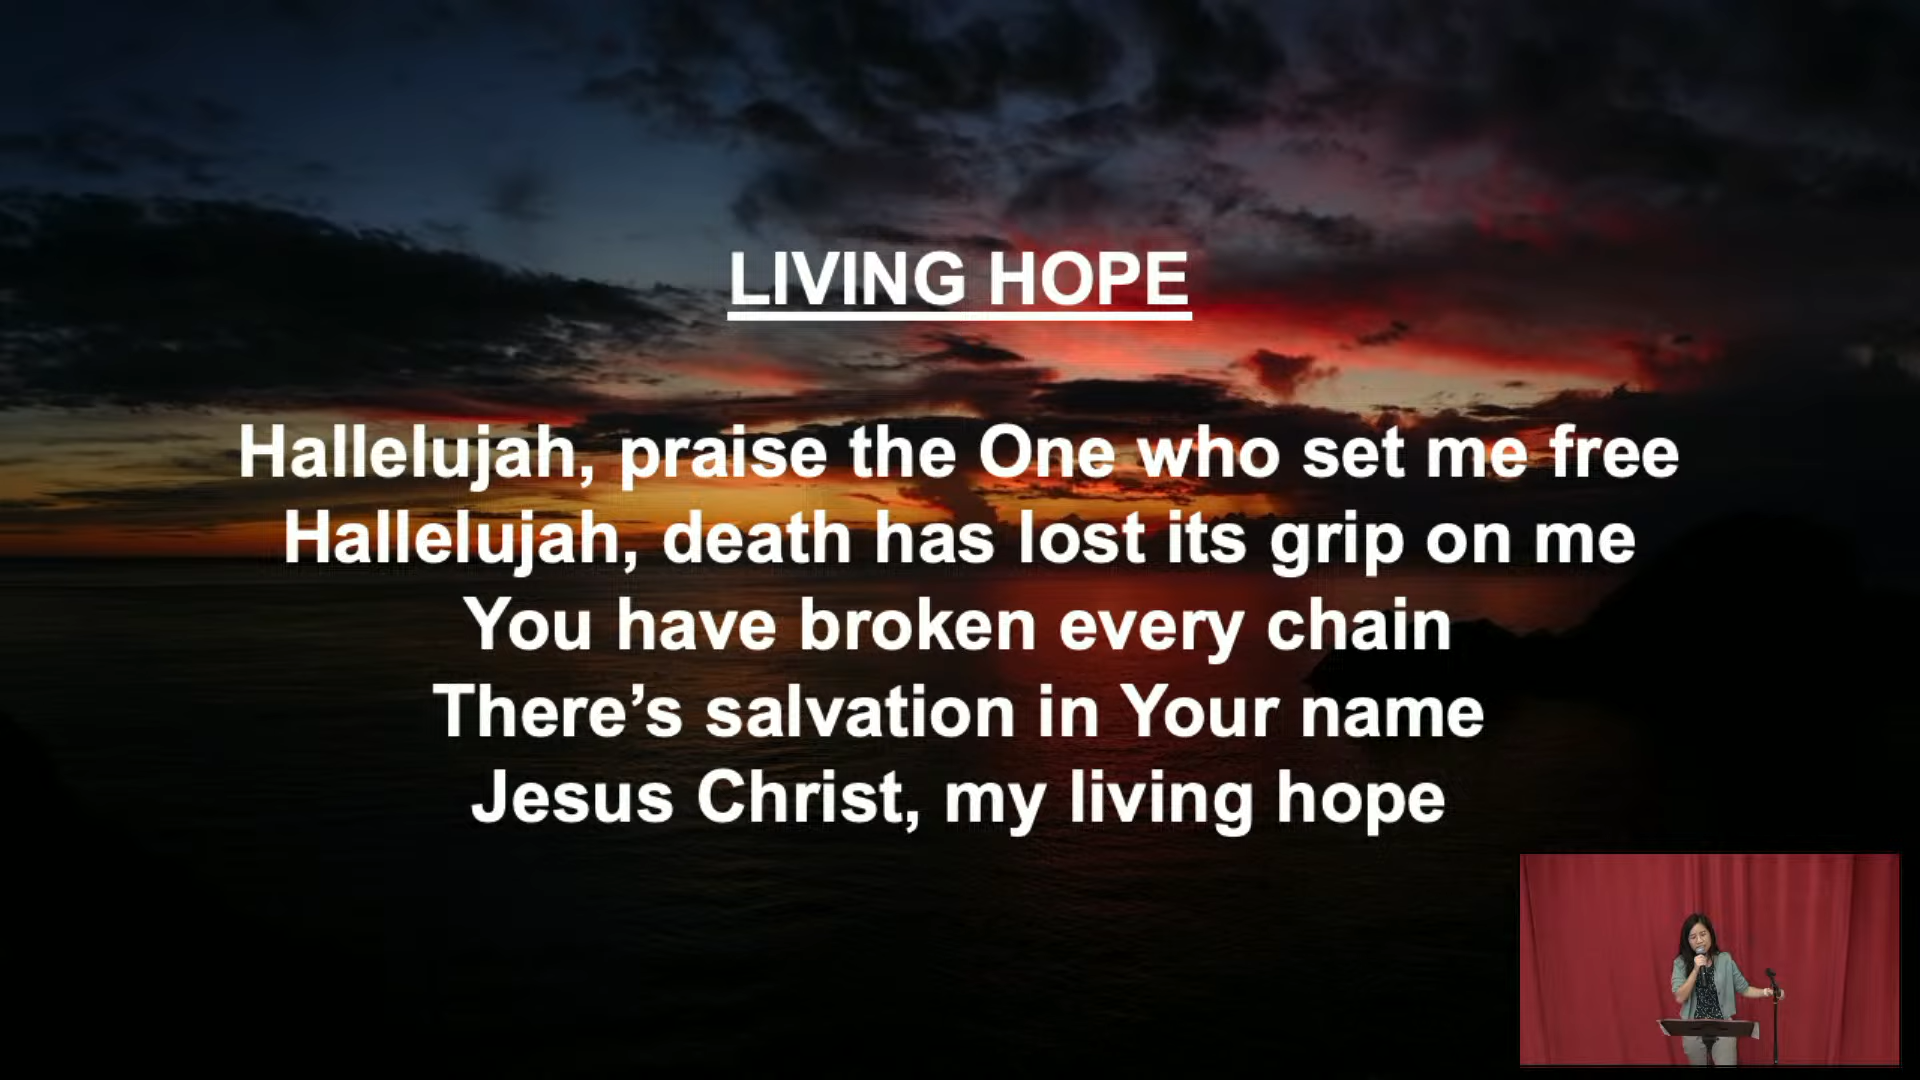 LIVING HOPE
Hallelujah, praise the One who set me free
Hallelujah, death has lost its grip on me
You have broken every chain
There’s salvation in Your name
Jesus Christ, my living hope